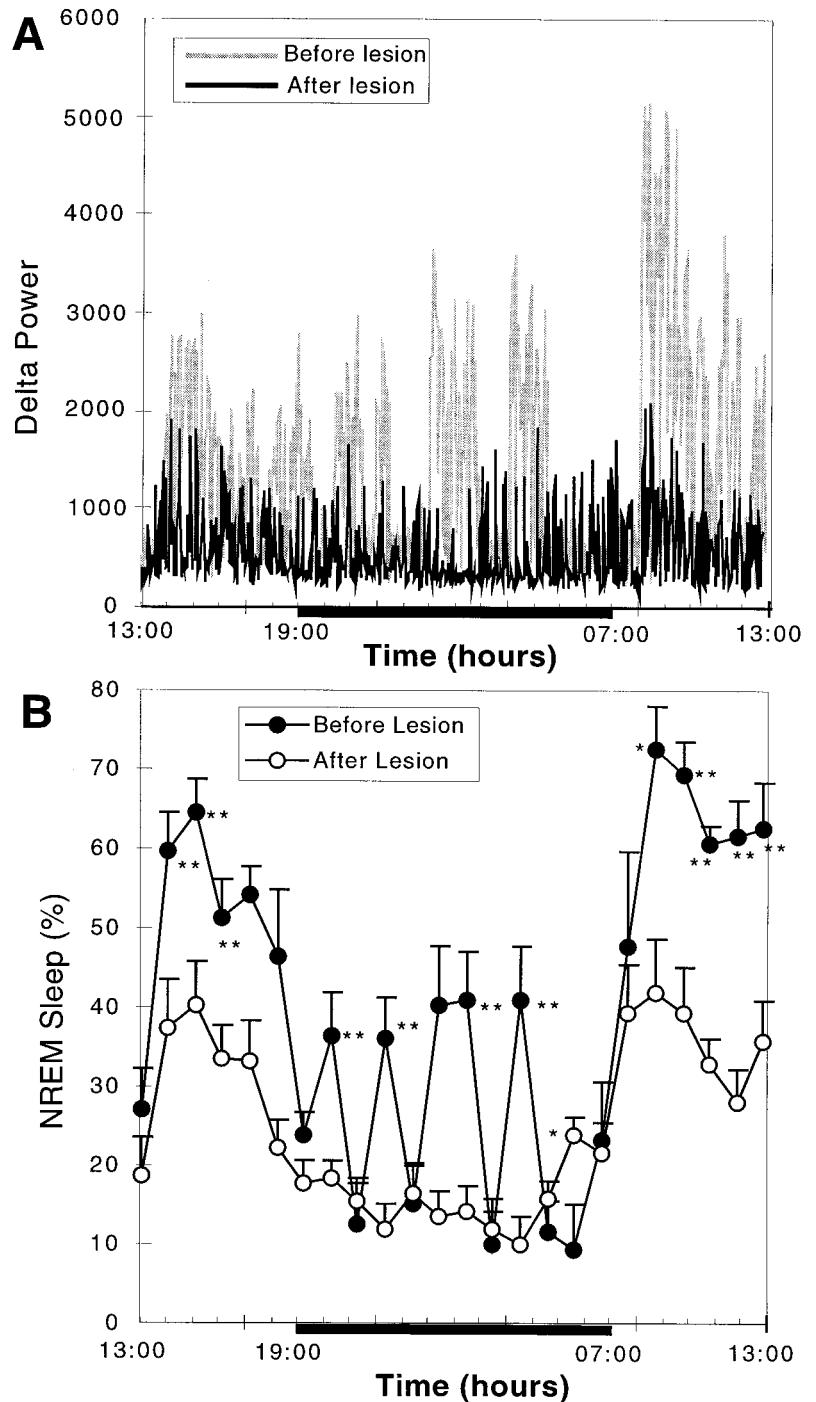 A
6000
5000
4000
3000
2000
1000
0
Delta Power
Before lesion
After lesion
13:00 19:00 07:00 13:00
Time (hours)
B
80
70
60
50
40
30
20
10
0
NREM Sleep (%)
Before Lesion
After Lesion
**
**
**
**
**
**
**
*
*
**
**
**
**
13:00 19:00 07:00 13:00
Time (hours)